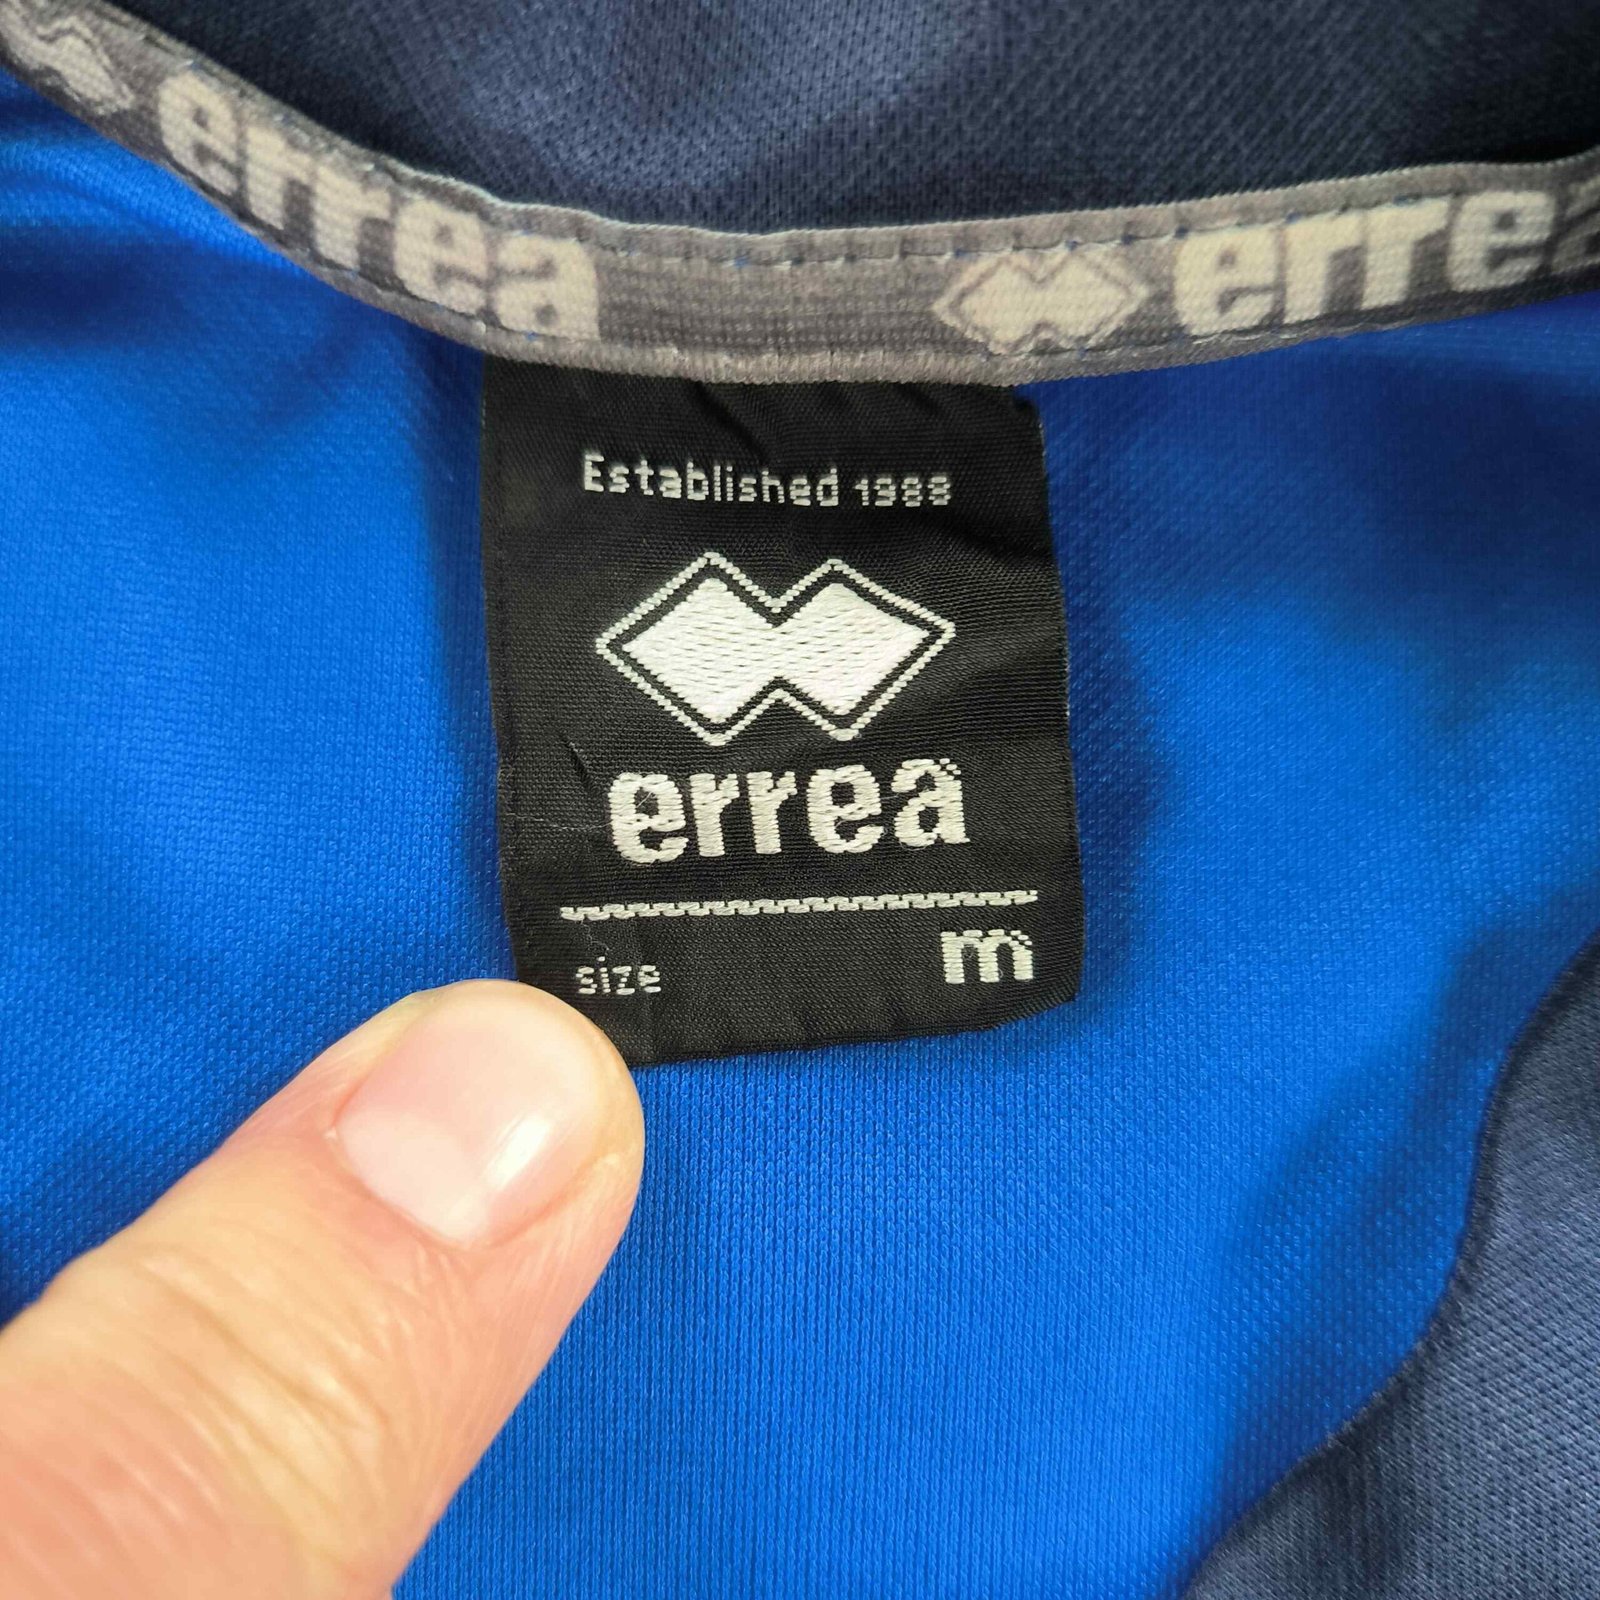 errea errea
Established 1988
errea
size m